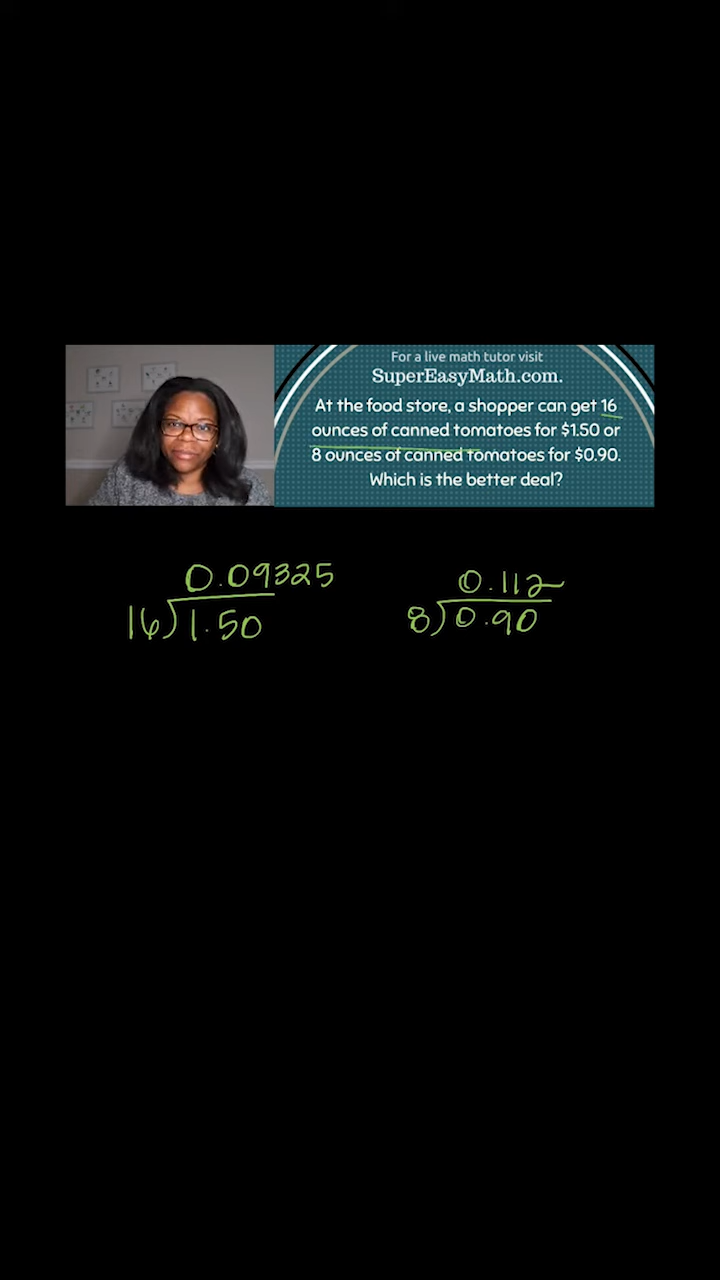 For a live math tutor visit
SuperEasyMath.com.
At the food store, a shopper can get 16
ounces of canned tomatoes for $1.50 or
8 ounces of canned tomatoes for $0.90.
Which is the better deal?
0.09325
16)1.50
0.112
8)0.90